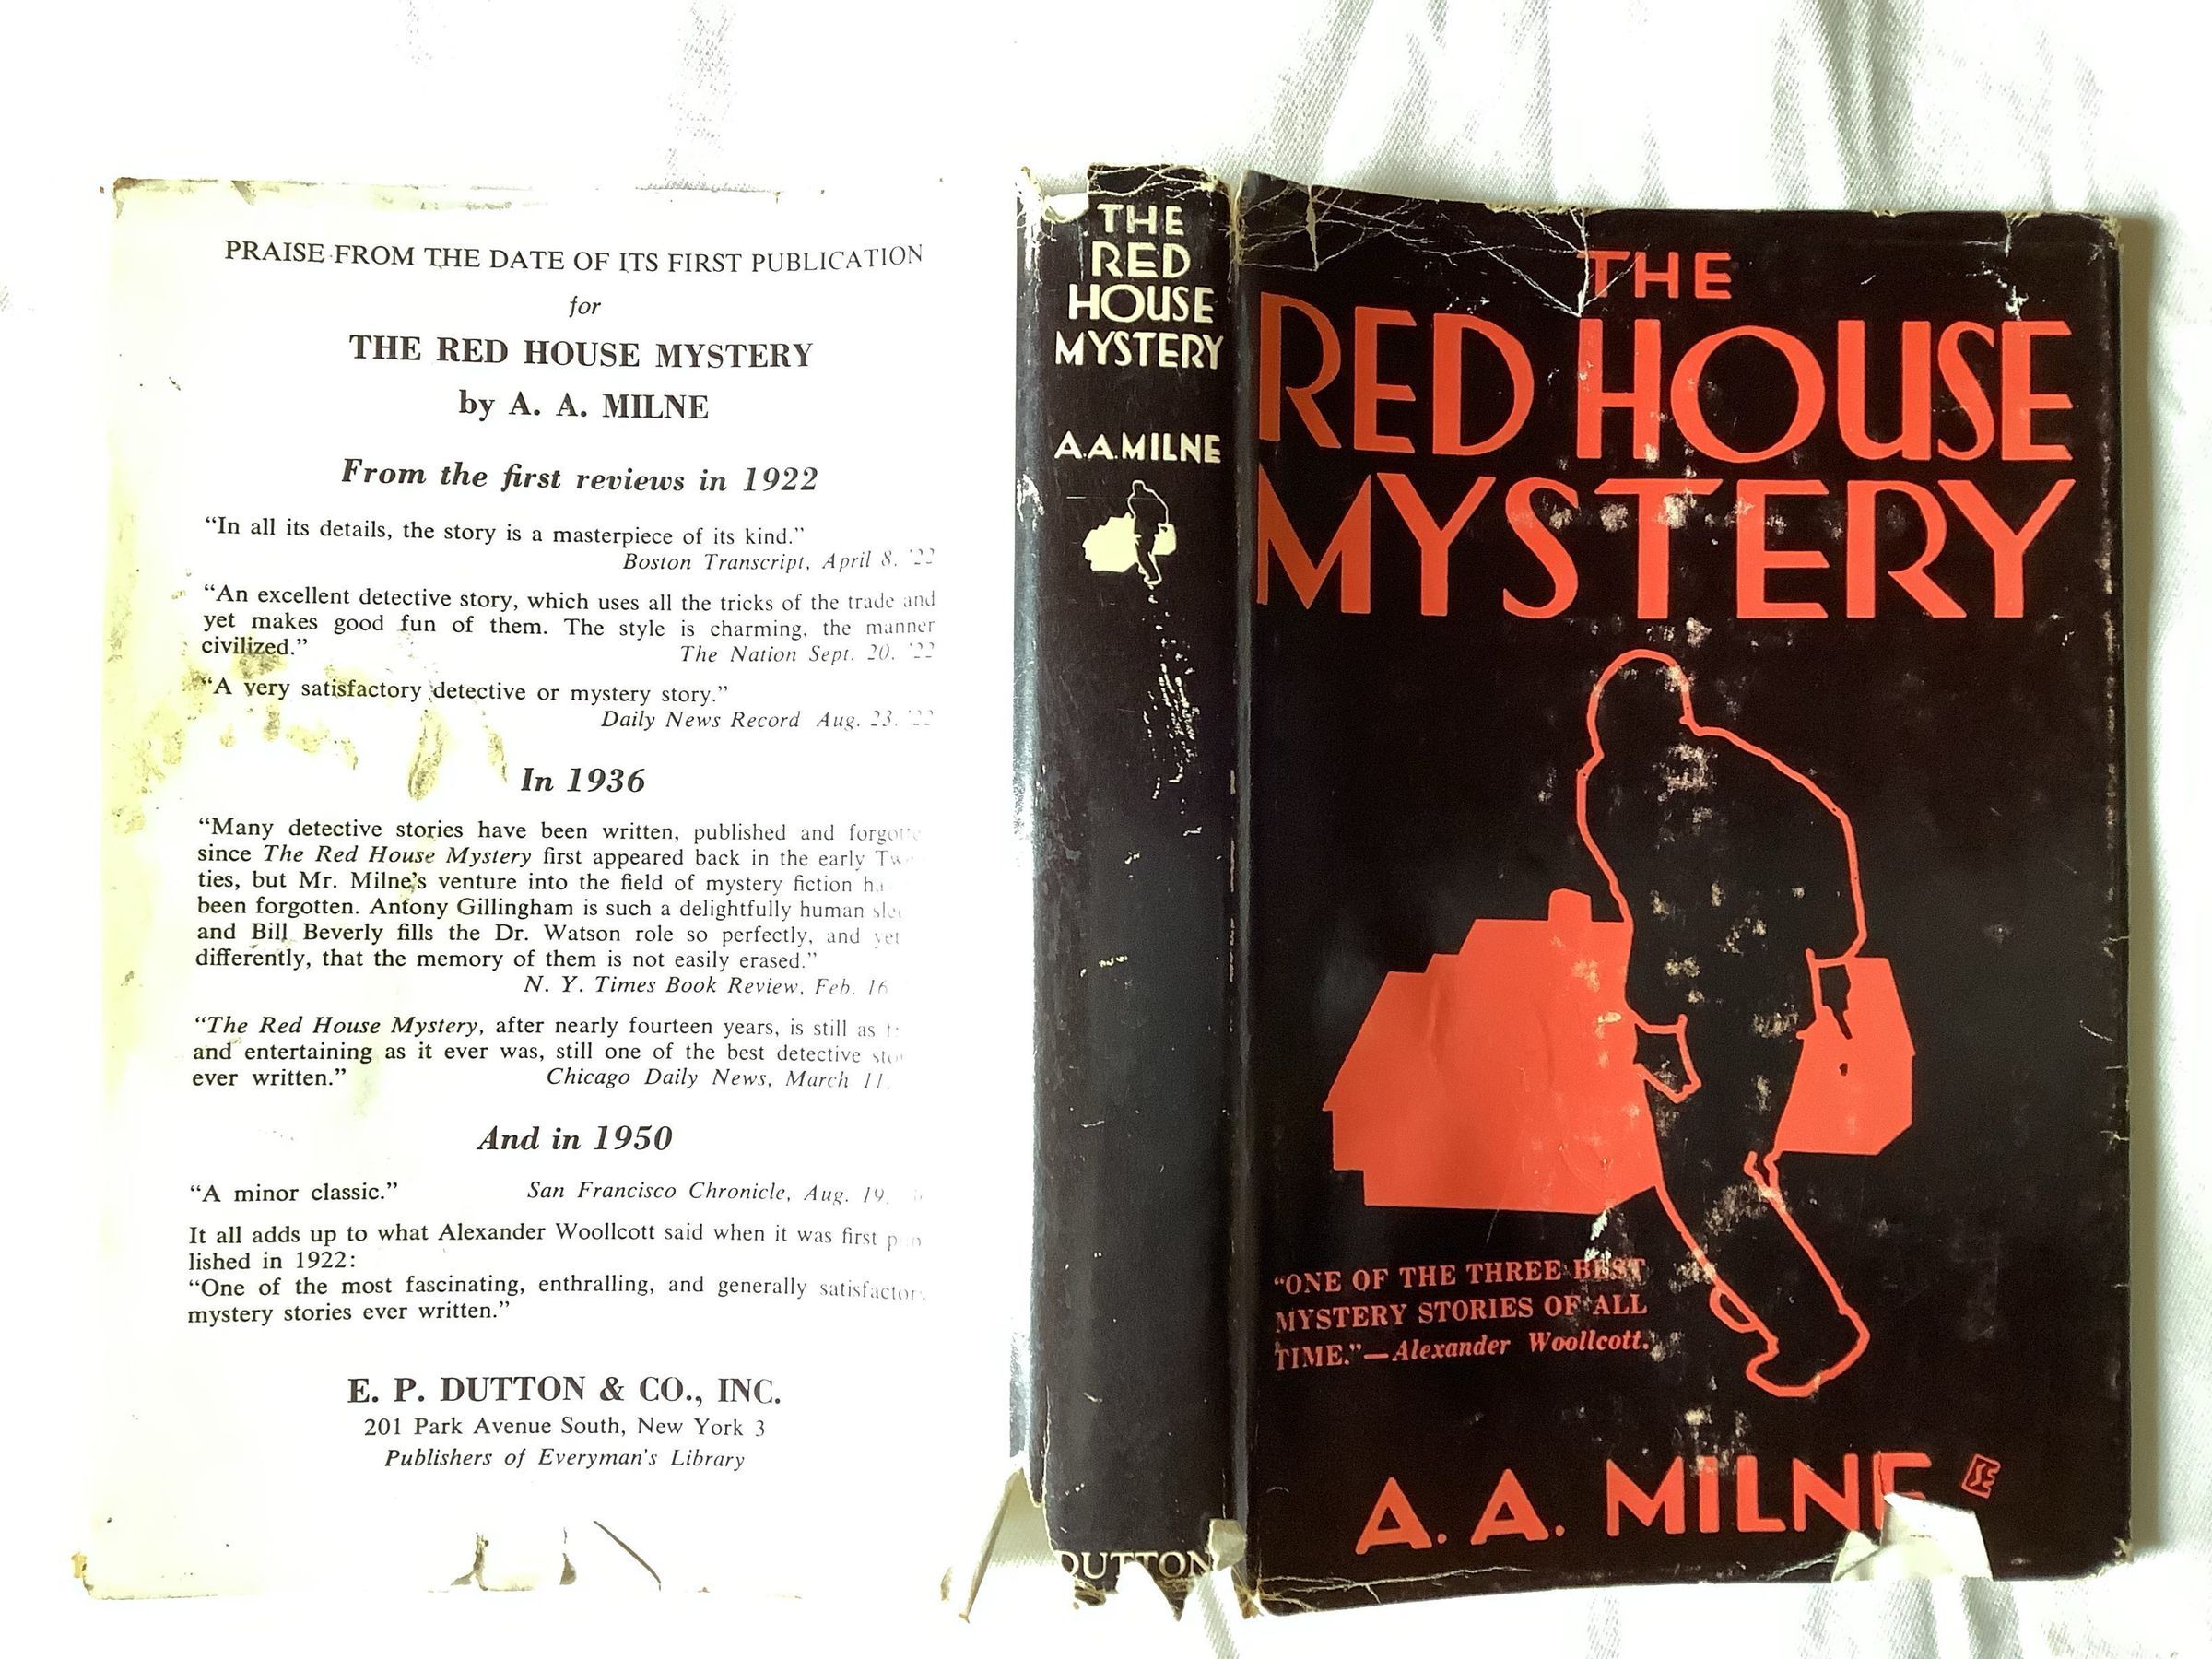 PRAISE FROM THE DATE OF ITS FIRST PUBLICATION
for
THE RED HOUSE MYSTERY
by A. A. MILNE
From the first reviews in 1922
“In all its details, the story is a masterpiece of its kind.”
Boston Transcript, April 8, '22
“An excellent detective story, which uses all the tricks of the trade and
yet makes good fun of them. The style is charming, the manner
civilized.”
The Nation Sept. 20, '22
“A very satisfactory detective or mystery story.”
Daily News Record Aug. 23, '22
In 1936
“Many detective stories have been written, published and
since The Red House Mystery first appeared back in the early
ties, but Mr. Milne's venture into the field of mystery fiction
been forgotten. Antony Gillingham is such a delightfully human
and Bill Beverly fills the Dr. Watson role so perfectly, and yet
differently, that the memory of them is not easily erased.”
N. Y. Times Book Review, Feb. 16
“The Red House Mystery, after nearly fourteen years, is still as
and entertaining as it ever was, still one of the best detective
ever written.”
Chicago Daily News, March 11,
And in 1950
“A minor classic.”
San Francisco Chronicle, Aug. 19,
It all adds up to what Alexander Woollcott said when it was first
lished in 1922:
“One of the most fascinating, enthralling, and generally satisfactory
mystery stories ever written.”
E. P. DUTTON & CO., INC.
201 Park Avenue South, New York 3
Publishers of Everyman's Library
THE
RED
HOUSE
MYSTERY
A.A.MILNE
DUTTON
THE
RED HOUSE
MYSTERY
“ONE OF THE THREE BEST
MYSTERY STORIES OF ALL
TIME.”—Alexander Woollcott.
A. A. MILNE